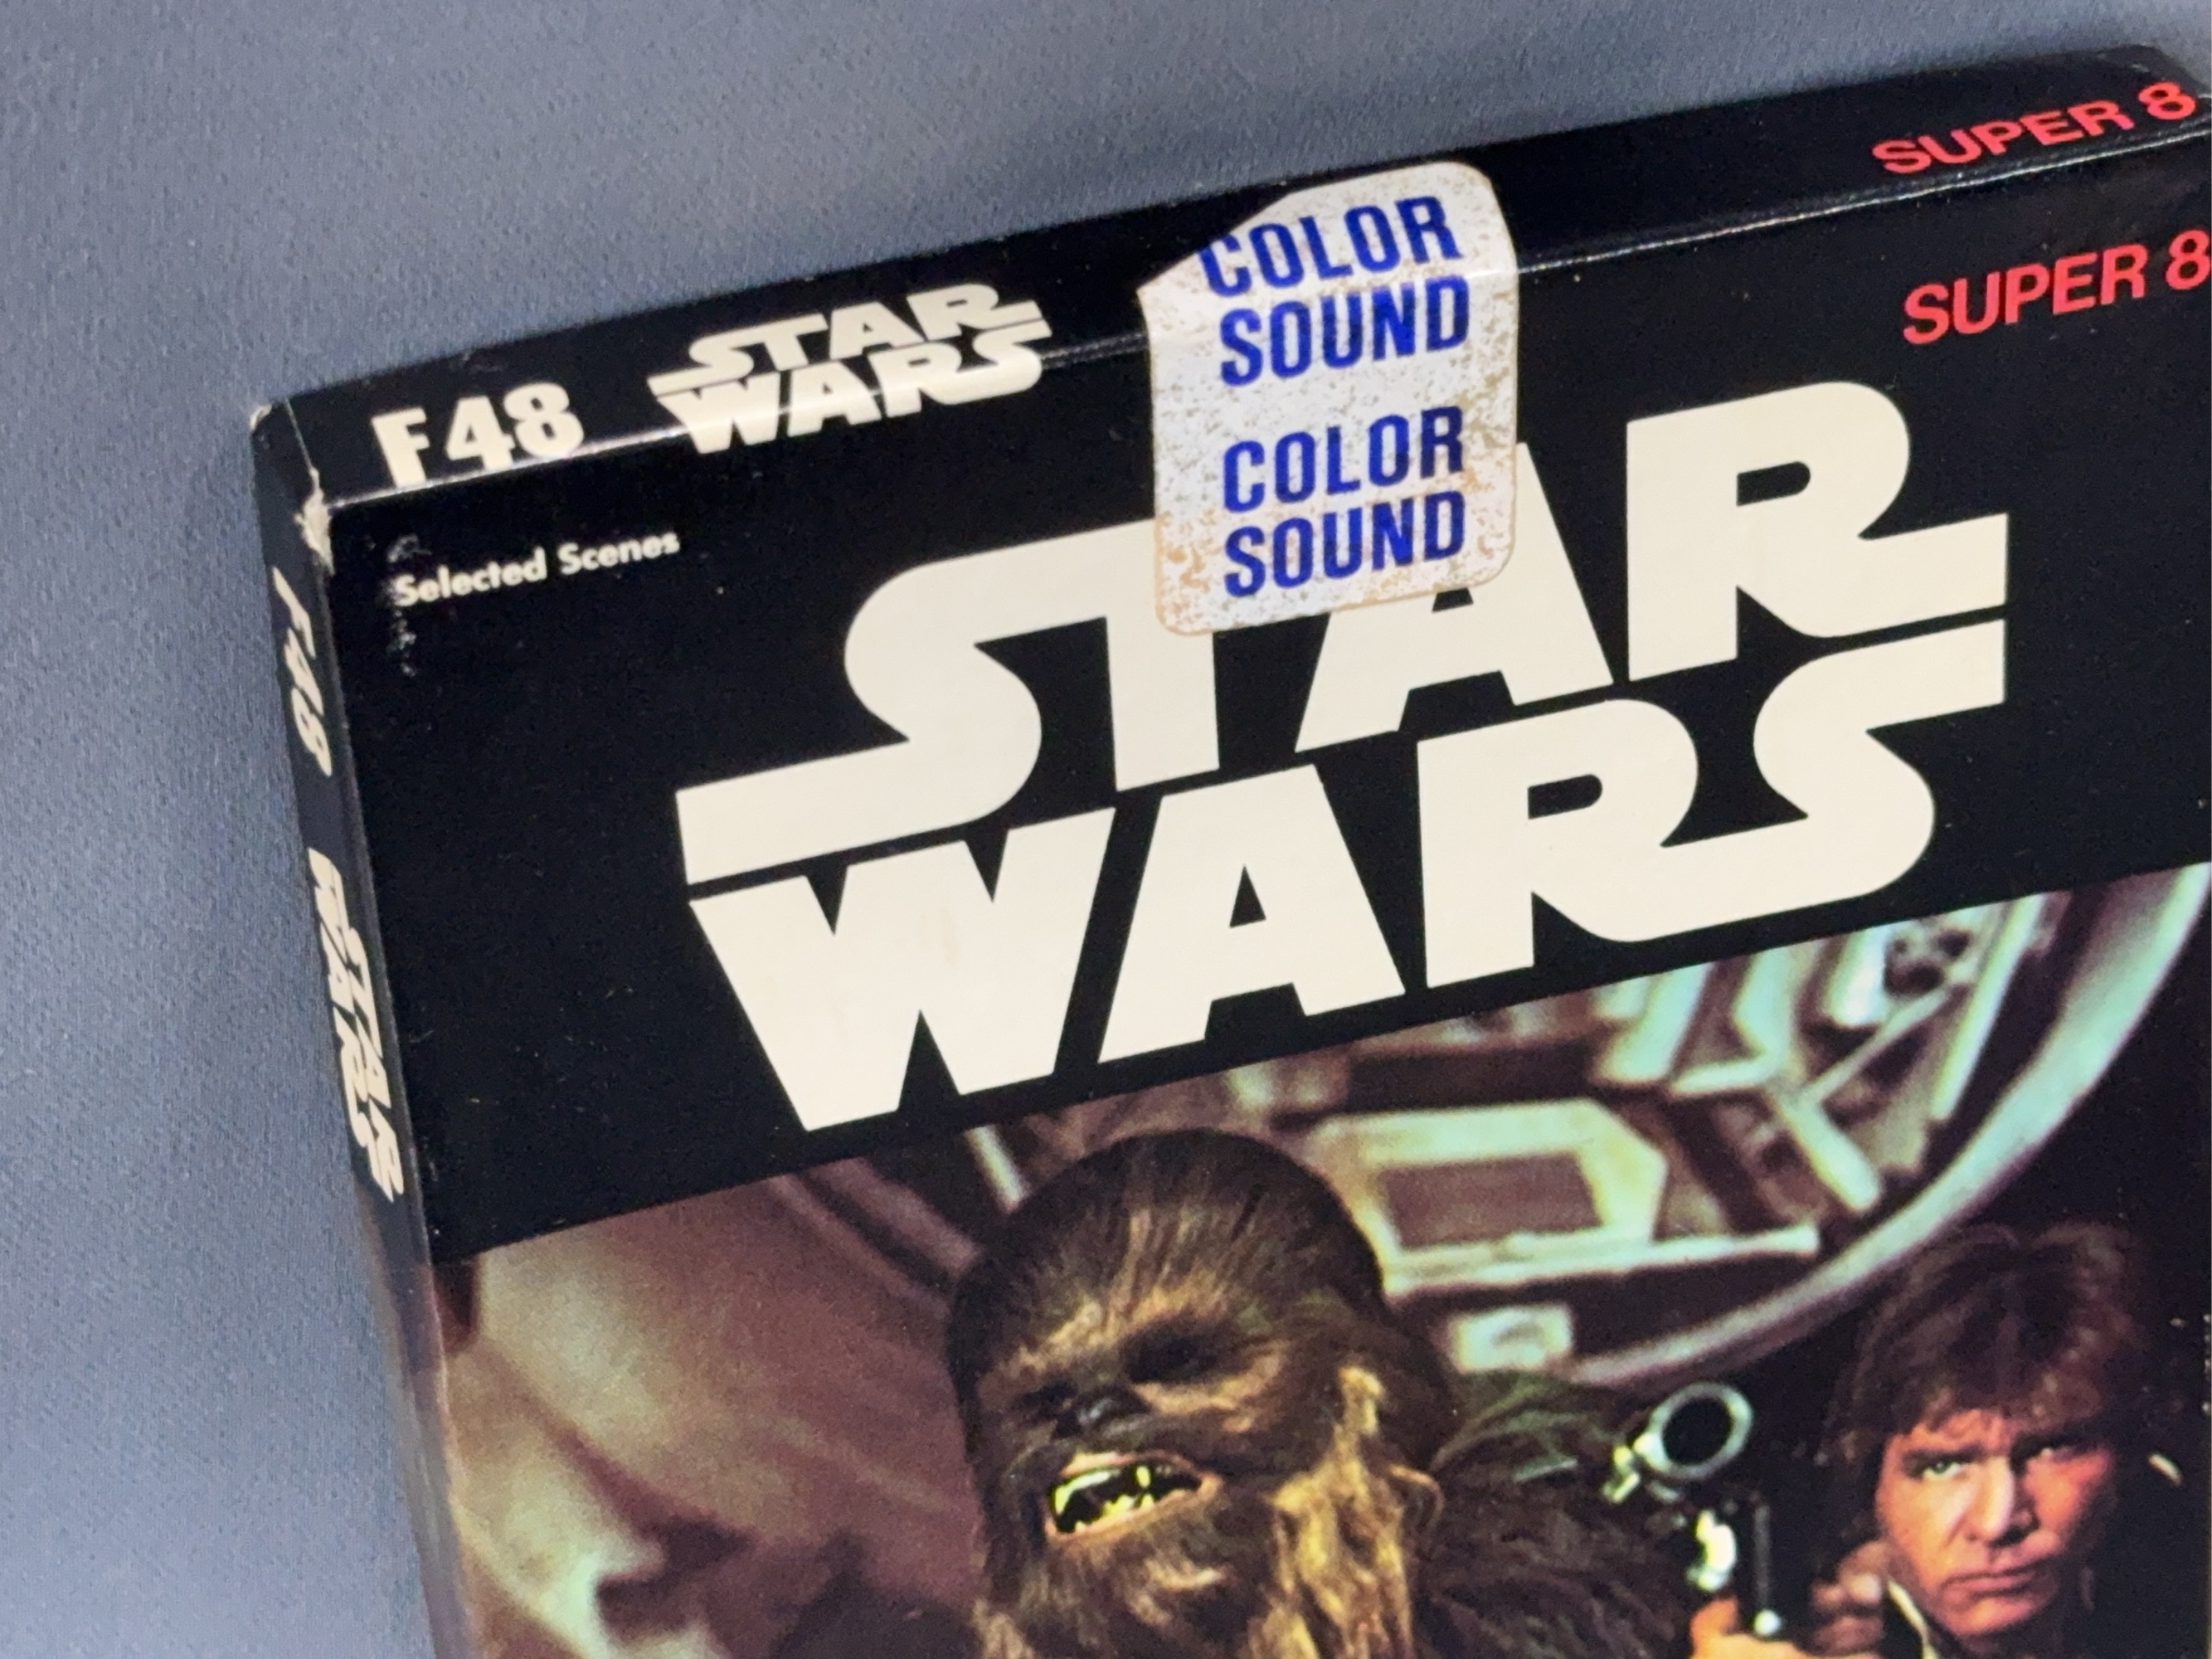 SUPER 8
COLOR
SOUND
F48
STAR
WARS
SUPER 8
COLOR
SOUND
Selected Scenes
STAR
WARS
F48
STAR
WARS